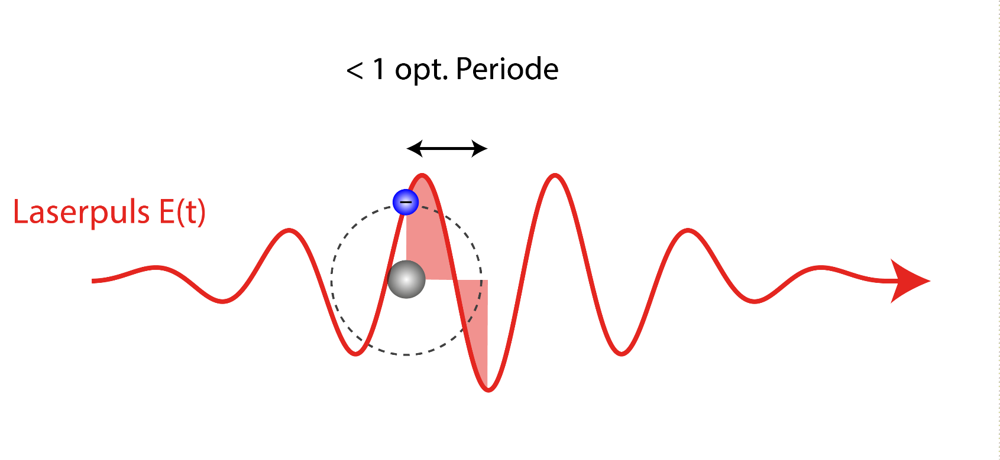 < 1 opt. Periode
Laserpuls E(t)
−